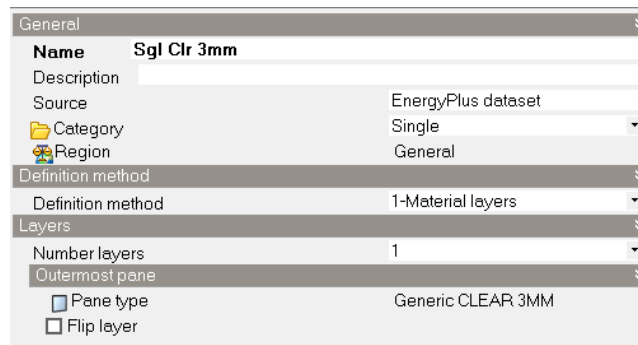 General
Name Sgl Clr 3mm
Description
Source EnergyPlus dataset
Category Single
Region General
Definition method
Definition method 1-Material layers
Layers
Number layers 1
Outermost pane
Pane type Generic CLEAR 3MM
Flip layer